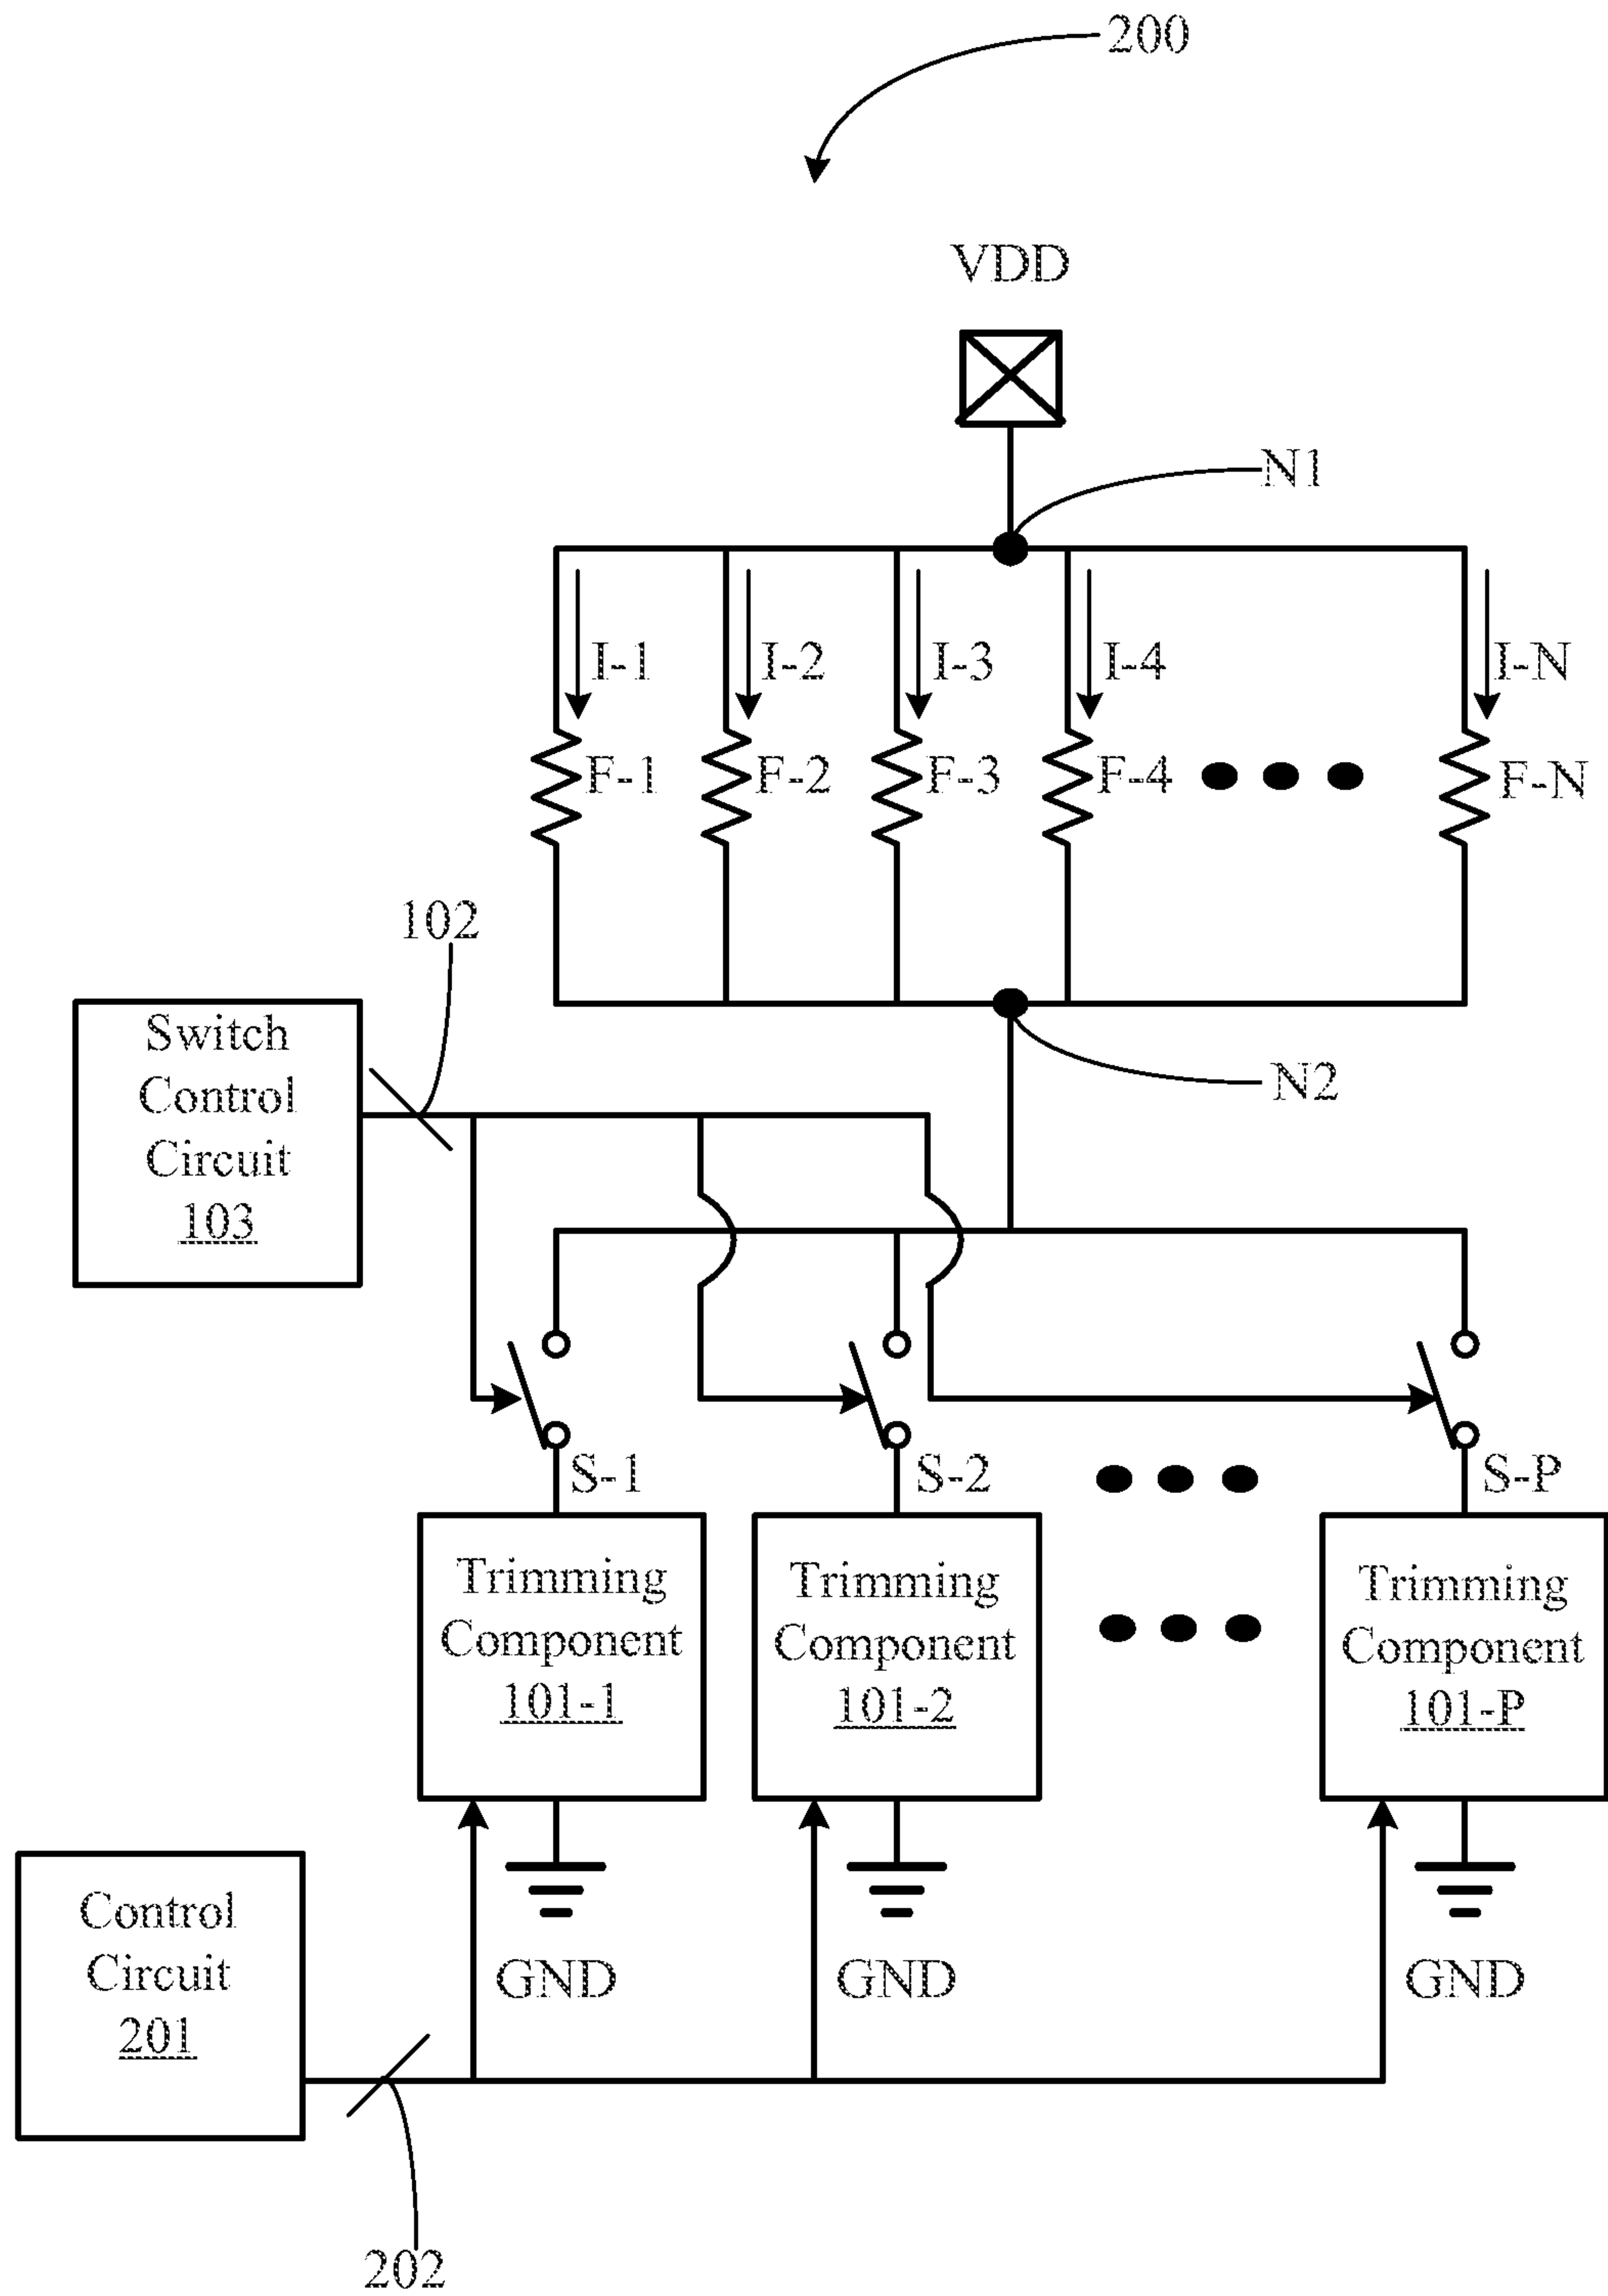 200
VDD
N1
I-1 I-2 I-3 I-4 I-N
F-1 F-2 F-3 F-4 F-N
102
Switch
Control
Circuit
103
N2
S-1 S-2 S-P
Trimming
Component
101-1
Trimming
Component
101-2
Trimming
Component
101-P
Control
Circuit
201
GND GND GND
202